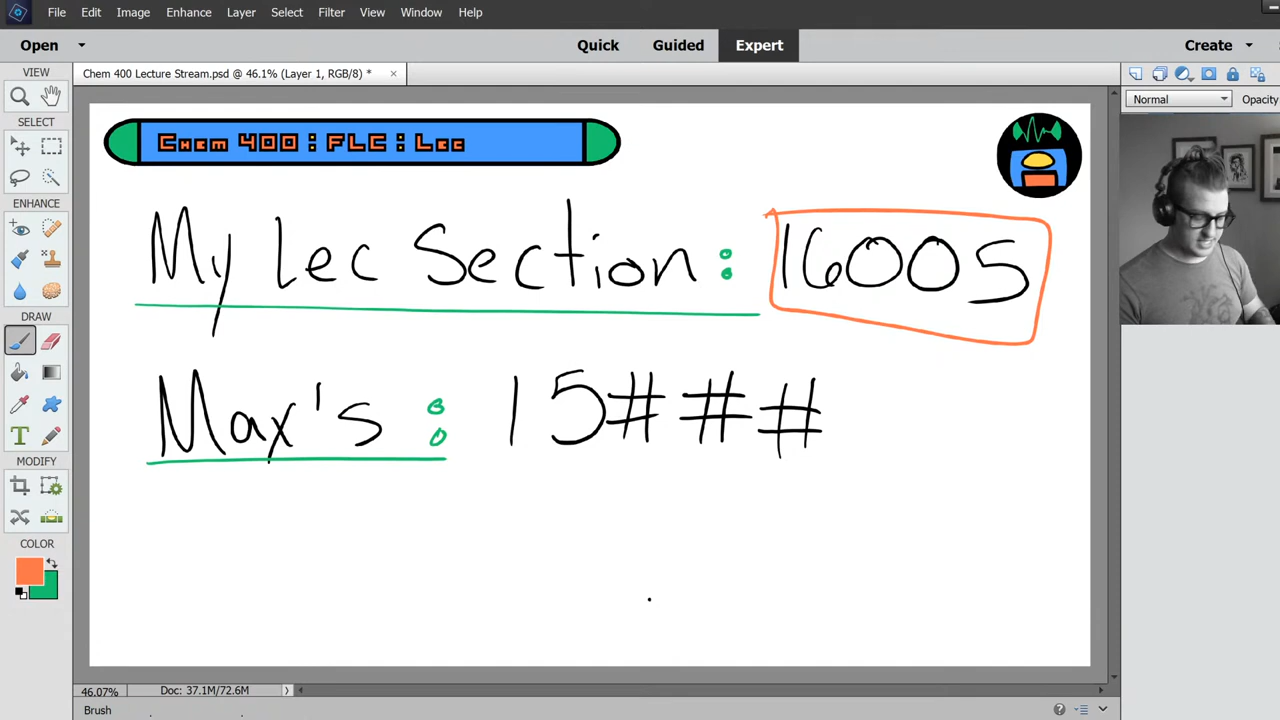 File Edit Image Enhance Layer Select Filter View Window Help
Open Quick Guided Expert Create
VIEW
Chem 400 Lecture Stream.psd @ 46.1% (Layer 1, RGB/8) * ×
Normal Opacity
SELECT
Chem 400 : FLC : Lec
ENHANCE
My Lec Section : 16005
DRAW
Max's : 15###
T
MODIFY
COLOR
46.07% Doc: 37.1M/72.6M
Brush